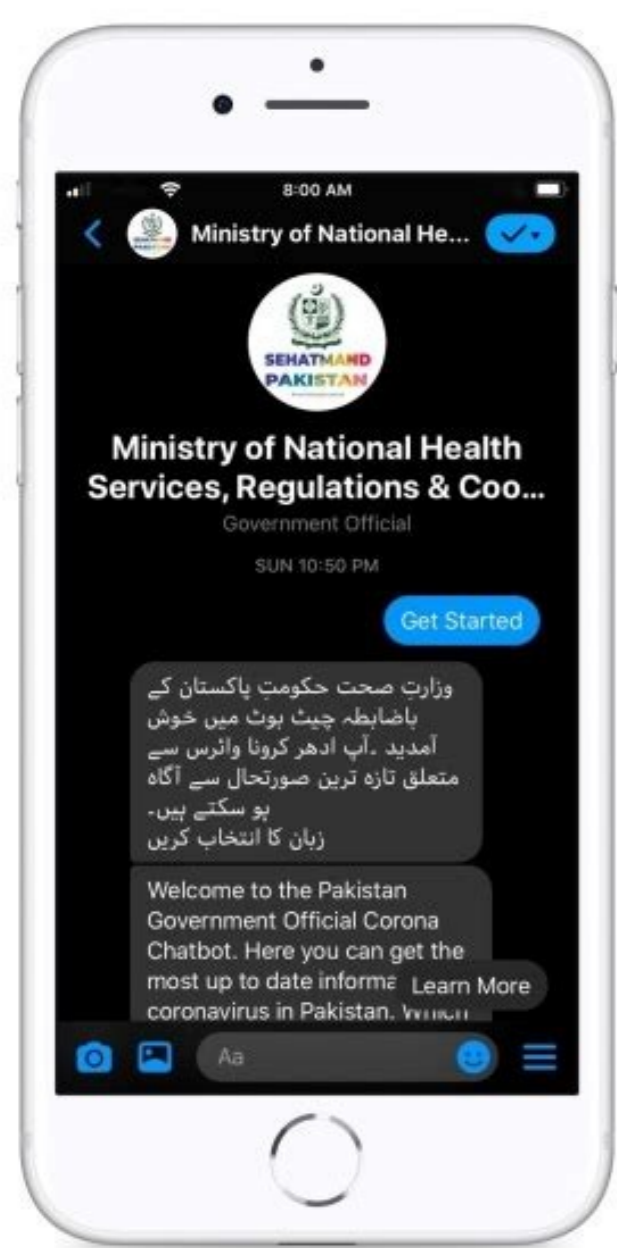 8:00 AM
Ministry of National He...
SEHATMAND
PAKISTAN
Ministry of National Health
Services, Regulations & Coo...
Government Official
SUN 10:50 PM
Get Started
وزارتِ صحت حکومتِ پاکستان کے
باضابطہ چیٹ بوٹ میں خوش
آمدید ۔آپ ادھر کرونا وائرس سے
متعلق تازہ ترین صورتحال سے آگاہ
ہو سکتے ہیں۔
زبان کا انتخاب کریں
Welcome to the Pakistan
Government Official Corona
Chatbot. Here you can get the
most up to date informa
Learn More
coronavirus in Pakistan. Which
Aa